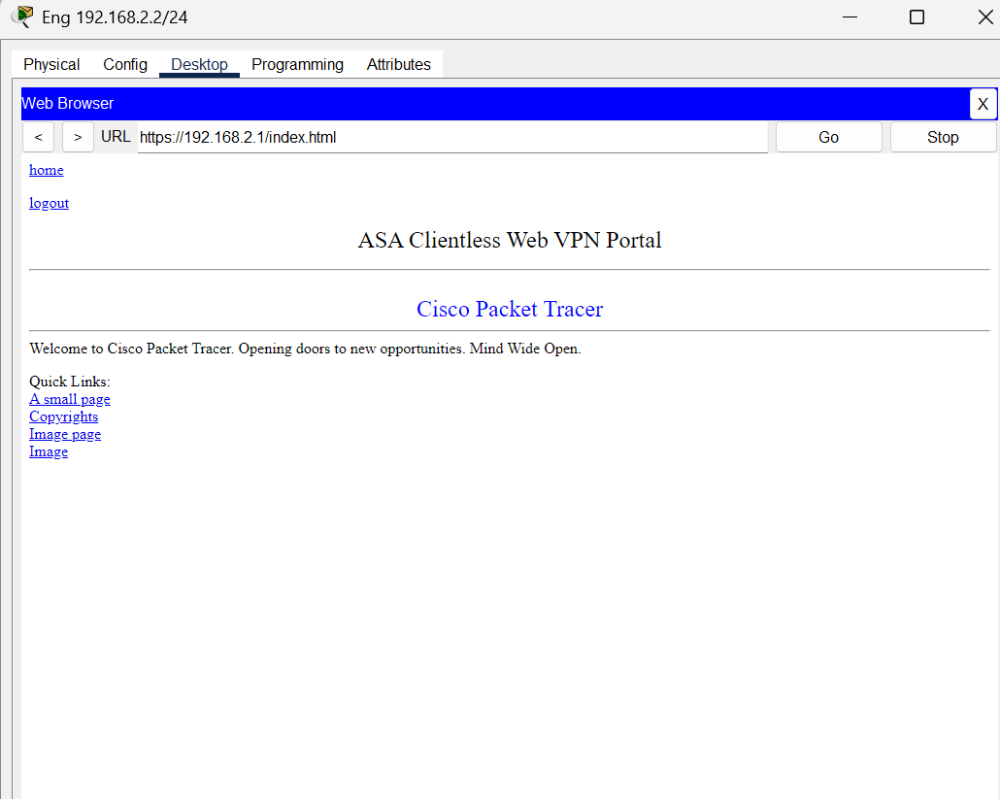 Eng 192.168.2.2/24
Physical Config Desktop Programming Attributes
Web Browser X
< > URL https://192.168.2.1/index.html Go Stop
home
logout
ASA Clientless Web VPN Portal
Cisco Packet Tracer
Welcome to Cisco Packet Tracer. Opening doors to new opportunities. Mind Wide Open.
Quick Links:
A small page
Copyrights
Image page
Image